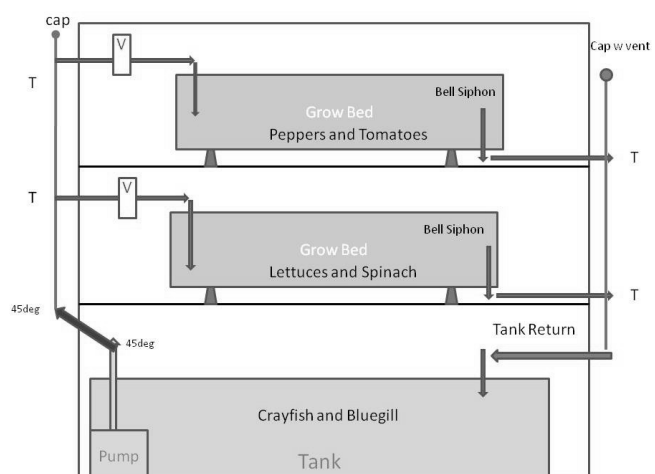 cap
V
Cap w vent
T
Bell Siphon
Grow Bed
Peppers and Tomatoes
T
V
T
Bell Siphon
Grow Bed
Lettuces and Spinach
T
45deg
Tank Return
45deg
Crayfish and Bluegill
Pump
Tank